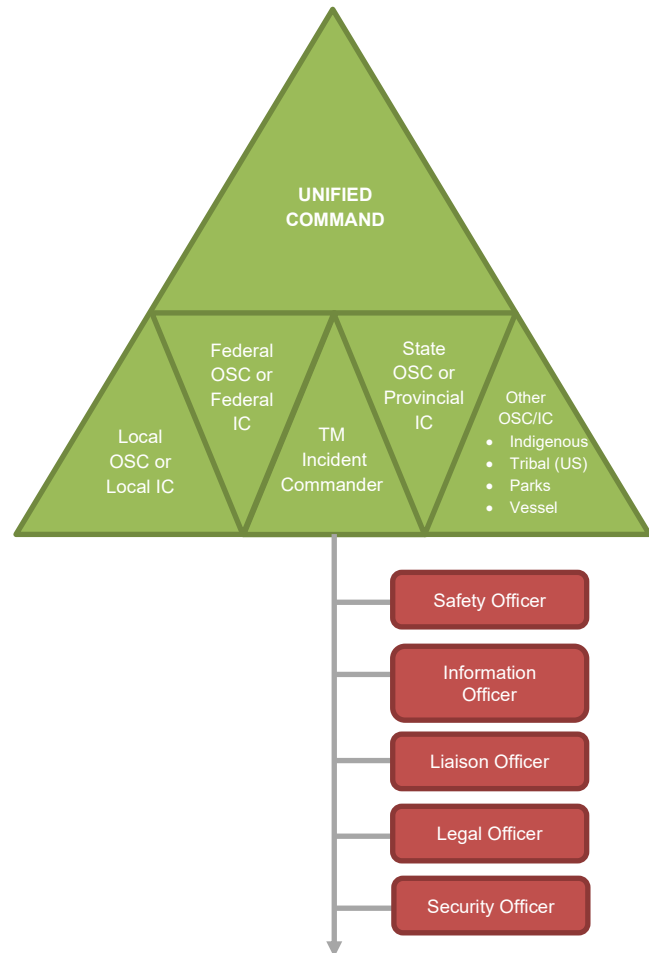 UNIFIED
COMMAND
Local
OSC or
Local IC
Federal
OSC or
Federal
IC
TM
Incident
Commander
State
OSC or
Provincial
IC
Other
OSC/IC
• Indigenous
• Tribal (US)
• Parks
• Vessel
Safety Officer
Information
Officer
Liaison Officer
Legal Officer
Security Officer